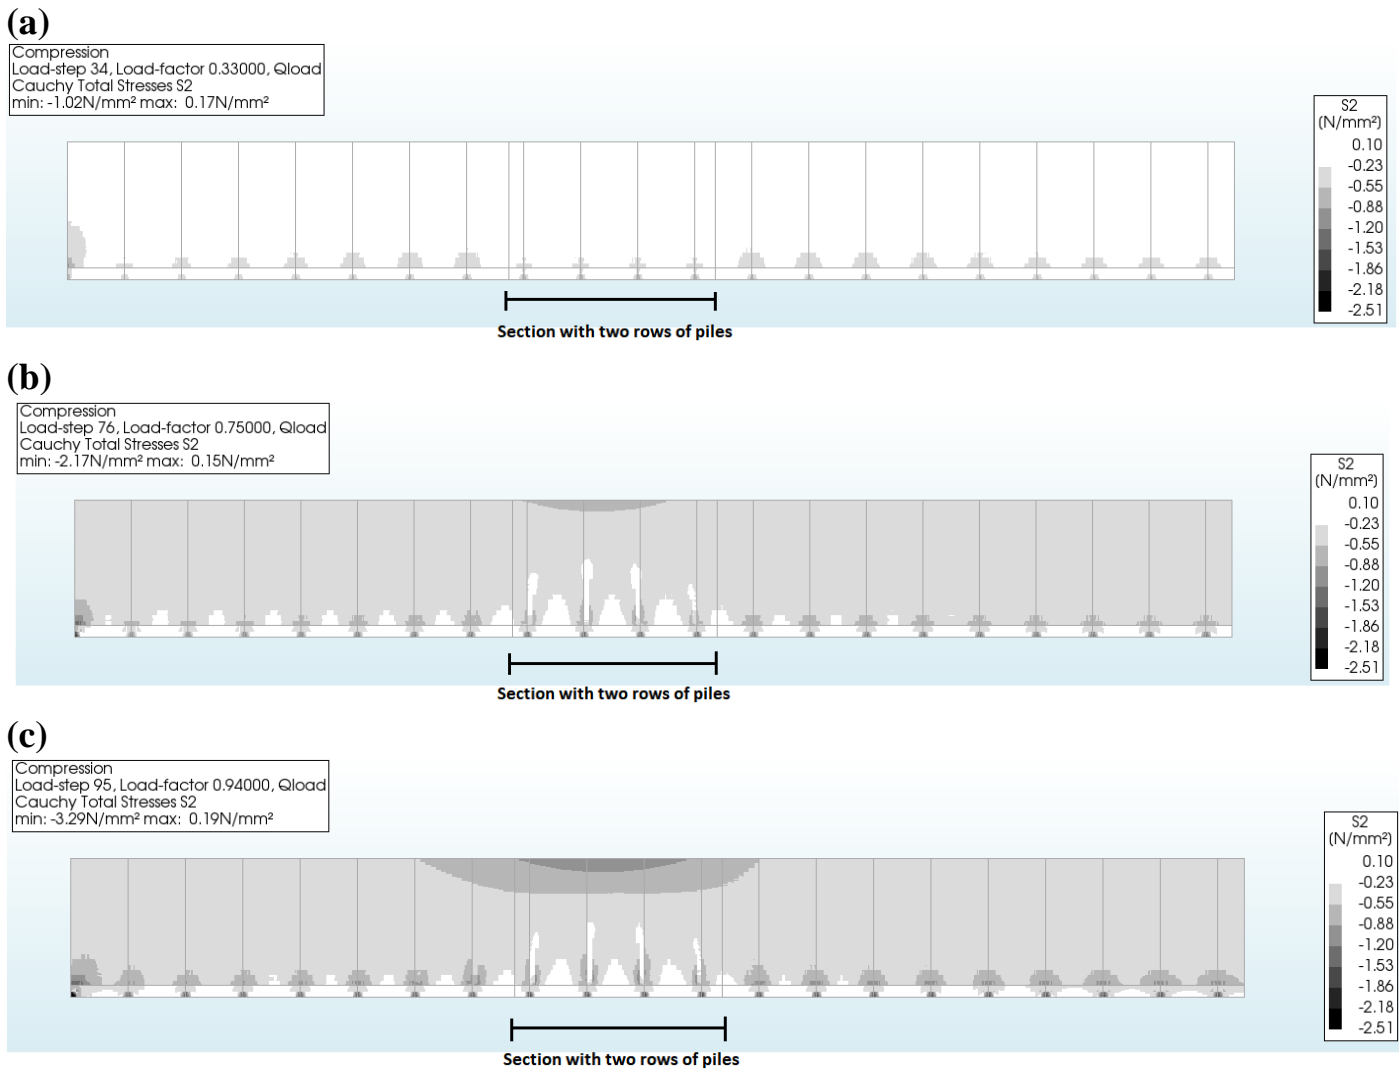 (a)
Compression
Load-step 34, Load-factor 0.33000, Qload
Cauchy Total Stresses S2
min: -1.02N/mm² max: 0.17N/mm²
S2
(N/mm²)
0.10
-0.23
-0.55
-0.88
-1.20
-1.53
-1.86
-2.18
-2.51
Section with two rows of piles
(b)
Compression
Load-step 76, Load-factor 0.75000, Qload
Cauchy Total Stresses S2
min: -2.17N/mm² max: 0.15N/mm²
S2
(N/mm²)
0.10
-0.23
-0.55
-0.88
-1.20
-1.53
-1.86
-2.18
-2.51
Section with two rows of piles
(c)
Compression
Load-step 95, Load-factor 0.94000, Qload
Cauchy Total Stresses S2
min: -3.29N/mm² max: 0.19N/mm²
S2
(N/mm²)
0.10
-0.23
-0.55
-0.88
-1.20
-1.53
-1.86
-2.18
-2.51
Section with two rows of piles